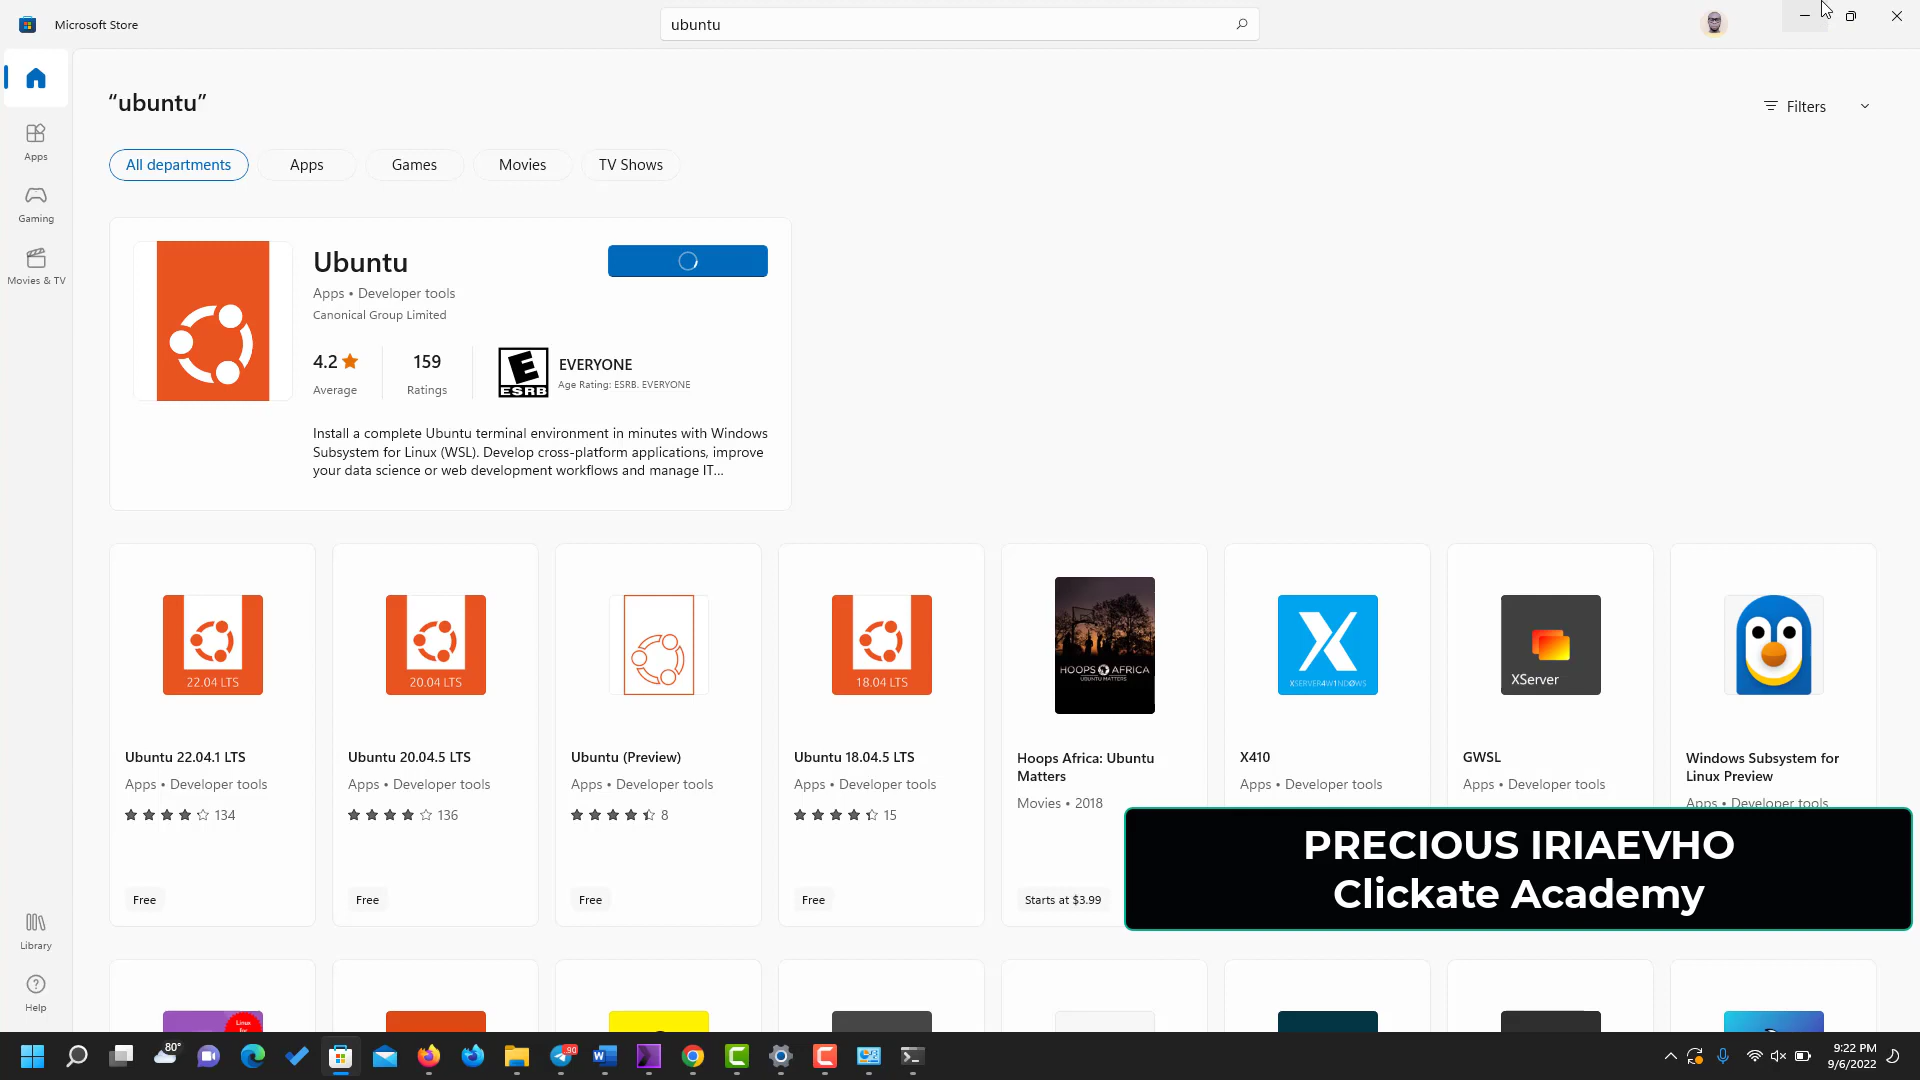 Microsoft Store
ubuntu
“ubuntu”
Filters
All departments
Apps
Games
Movies
TV Shows
Apps
Gaming
Movies & TV
Ubuntu
Apps • Developer tools
Canonical Group Limited
4.2
Average
159
Ratings
E
ESRB
EVERYONE
Age Rating: ESRB. EVERYONE
Install a complete Ubuntu terminal environment in minutes with Windows
Subsystem for Linux (WSL). Develop cross-platform applications, improve
your data science or web development workflows and manage IT...
22.04 LTS
Ubuntu 22.04.1 LTS
Apps • Developer tools
134
Free
20.04 LTS
Ubuntu 20.04.5 LTS
Apps • Developer tools
136
Free
Ubuntu (Preview)
Apps • Developer tools
8
Free
18.04 LTS
Ubuntu 18.04.5 LTS
Apps • Developer tools
15
Free
HOOPS AFRICA
UBUNTU MATTERS
Hoops Africa: Ubuntu
Matters
Movies • 2018
Starts at $3.99
X
XSERVER4W1ND0WS
X410
Apps • Developer tools
XServer
GWSL
Apps • Developer tools
Windows Subsystem for
Linux Preview
Apps • Developer tools
PRECIOUS IRIAEVHO
Clickate Academy
Library
Help
Linux
for
80°
90
9:22 PM
9/6/2022